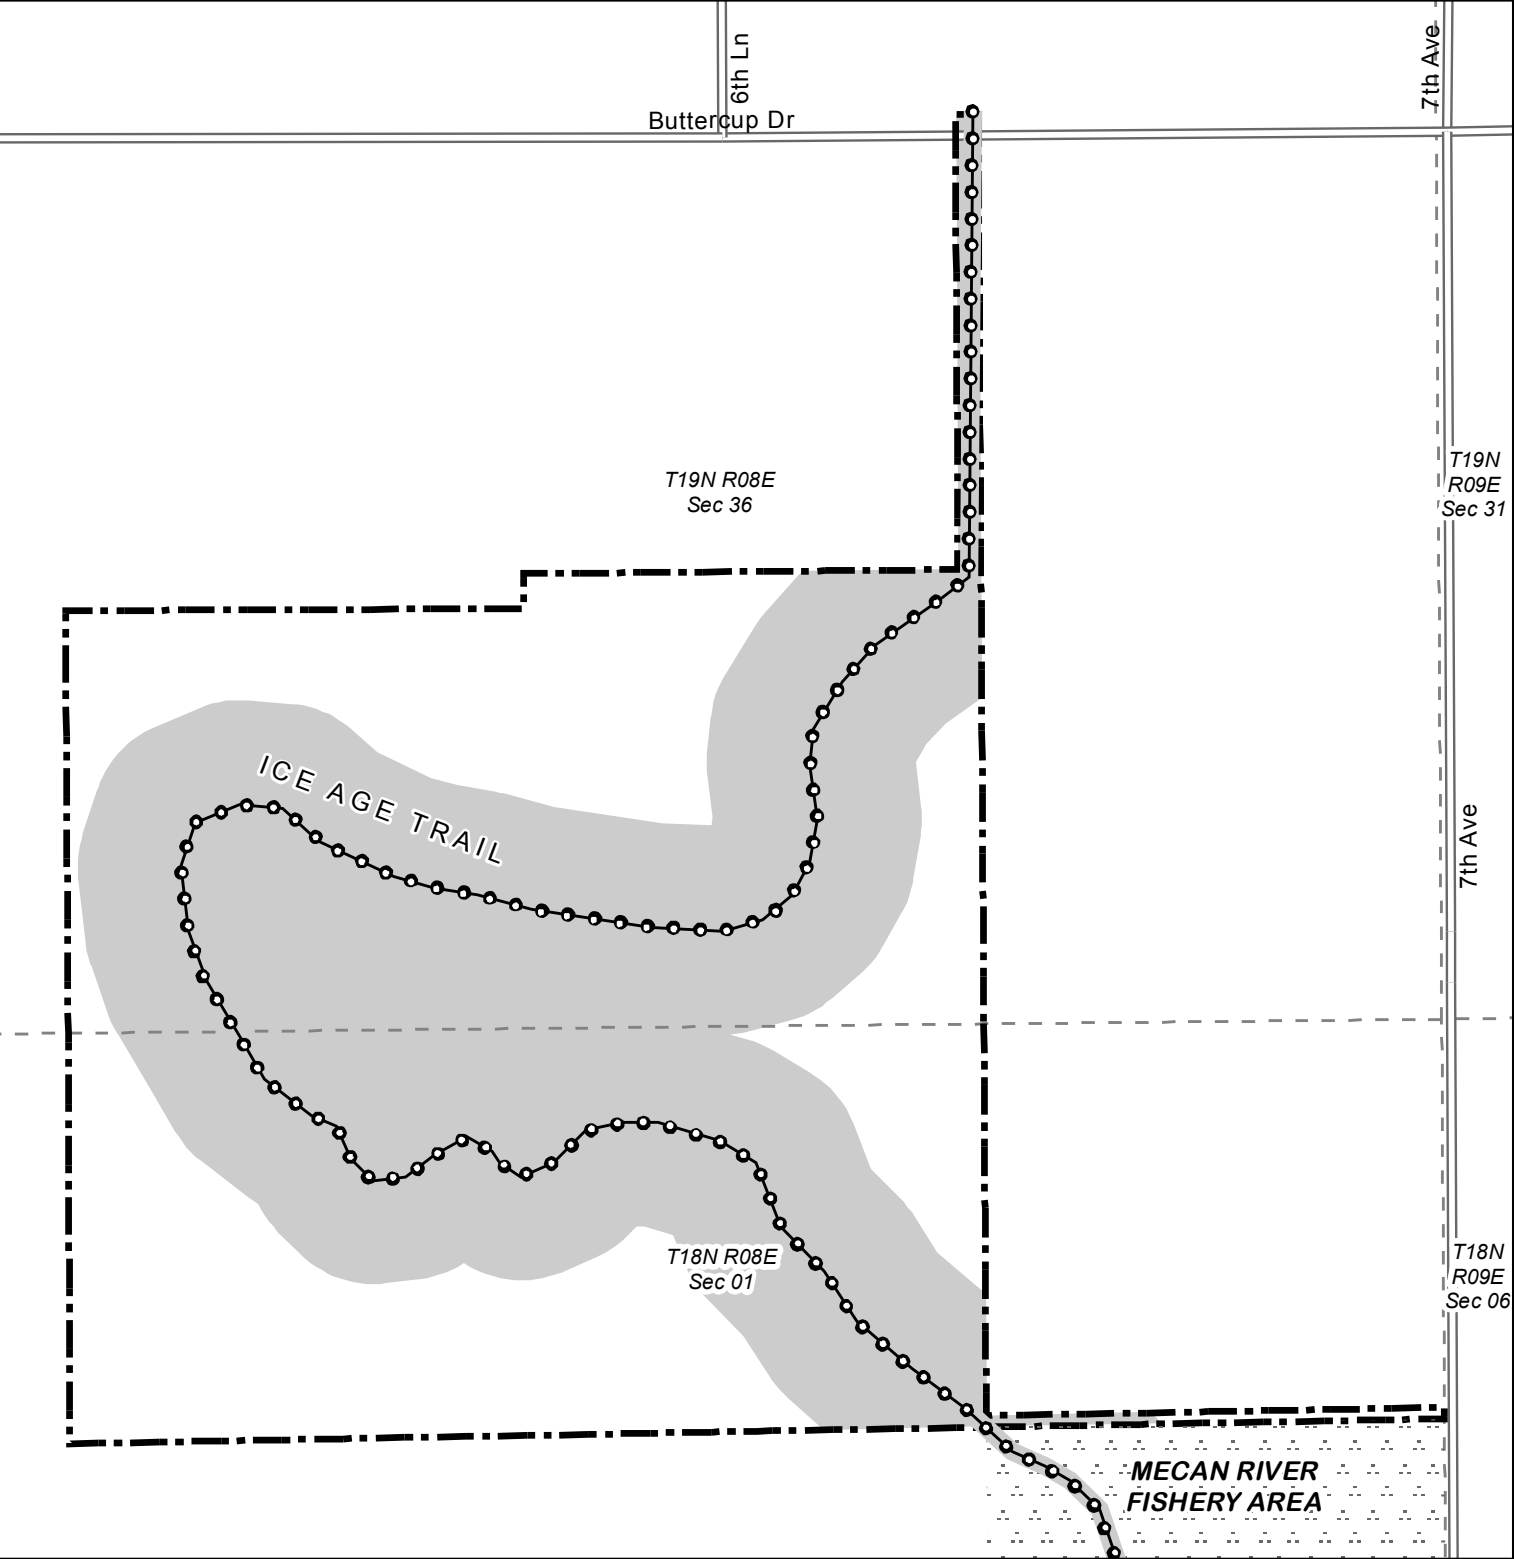 6th Ln
7th Ave
Buttercup Dr
T19N R08E
Sec 36
T19N
R09E
Sec 31
ICE AGE TRAIL
7th Ave
T18N R08E
Sec 01
T18N
R09E
Sec 06
MECAN RIVER
FISHERY AREA